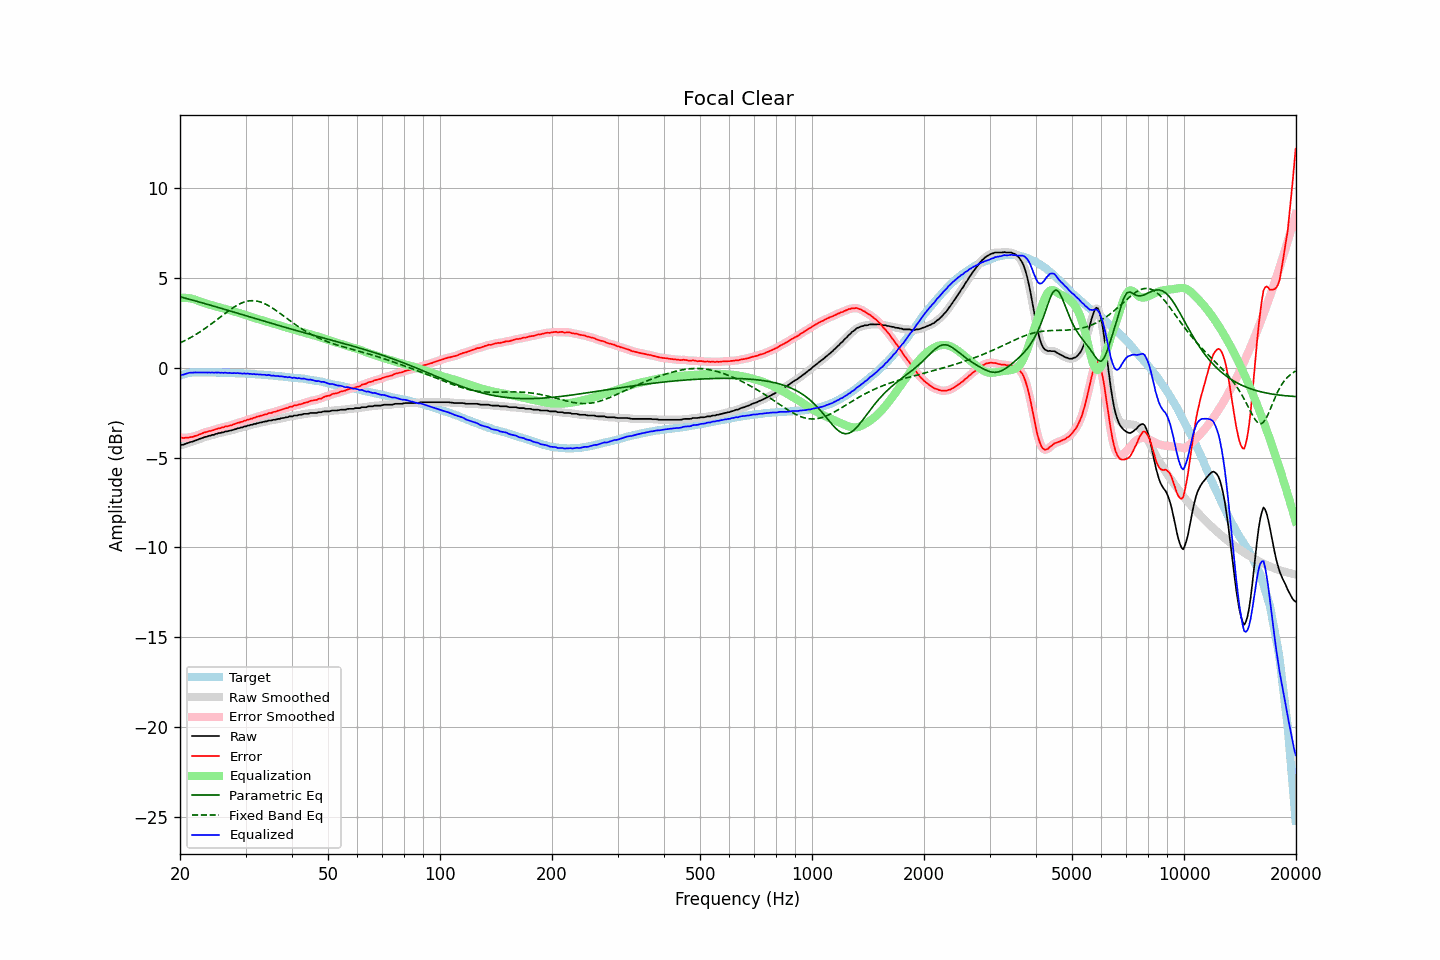 Focal Clear
Amplitude (dBr)
10
5
0
−5
−10
−15
−20
−25
Target
Raw Smoothed
Error Smoothed
Raw
Error
Equalization
Parametric Eq
Fixed Band Eq
Equalized
20 50 100 200 500 1000 2000 5000 10000 20000
Frequency (Hz)